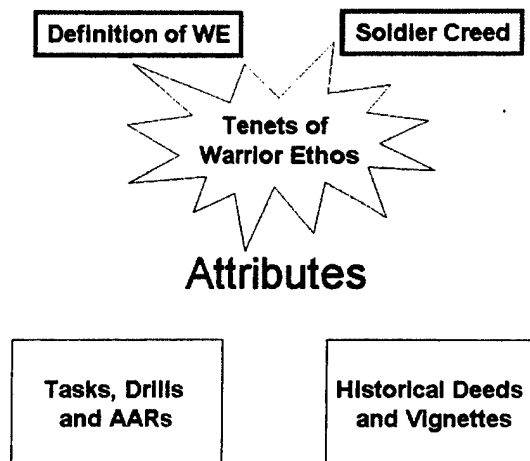 Definition of WE
Soldier Creed
Tenets of
Warrior Ethos
Attributes
Tasks, Drills
and AARs
Historical Deeds
and Vignettes